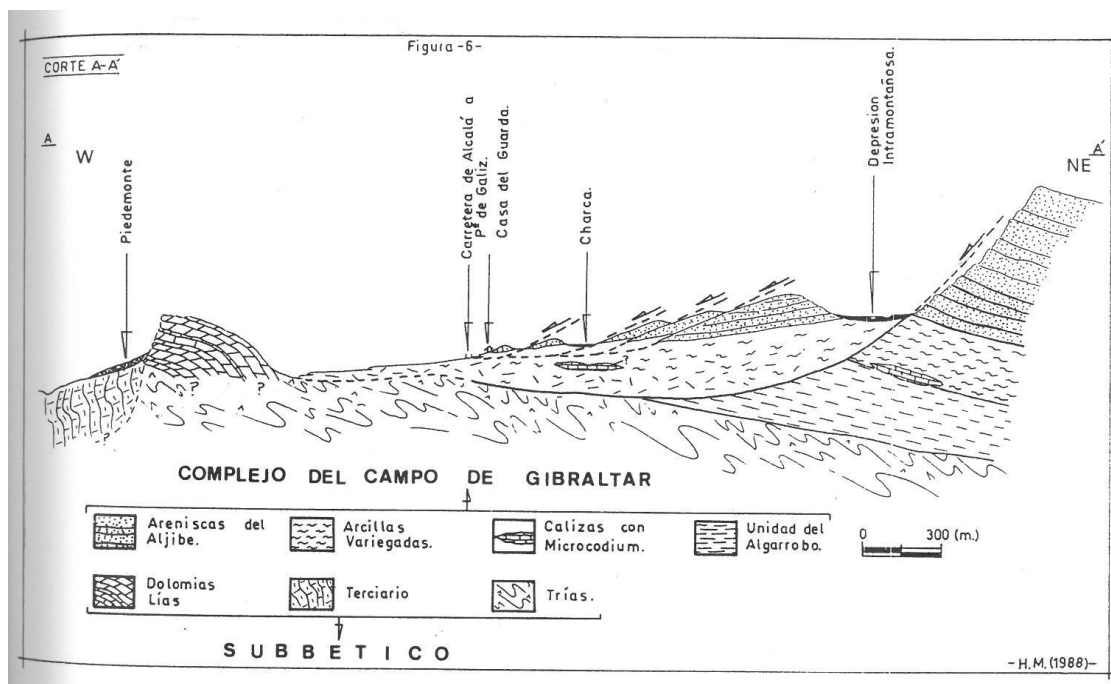 Figura -6-
CORTE A-A'
A
W
Piedemonte
Carretera de Alcalá a
Pº de Galiz.
Casa del Guarda.
Charca.
Depresion
Intramontañosa.
A'
NE
?
?
?
?
COMPLEJO DEL CAMPO DE GIBRALTAR
Areniscas del
Aljibe.
Arcillas
Variegadas.
Calizas con
Microcodium.
Unidad del
Algarrobo.
0 300 (m.)
Dolomias
Lías
Terciario
Trías.
SUBBETICO
-H.M.(1988)-